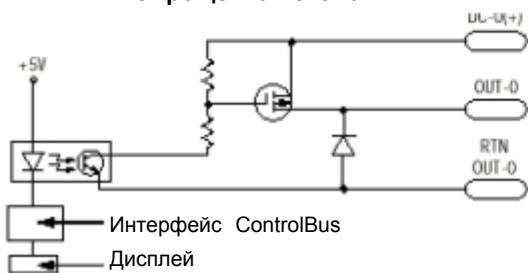 DC-0(+)
+5V
OUT-0
RTN
OUT-0
Интерфейс ControlBus
Дисплей